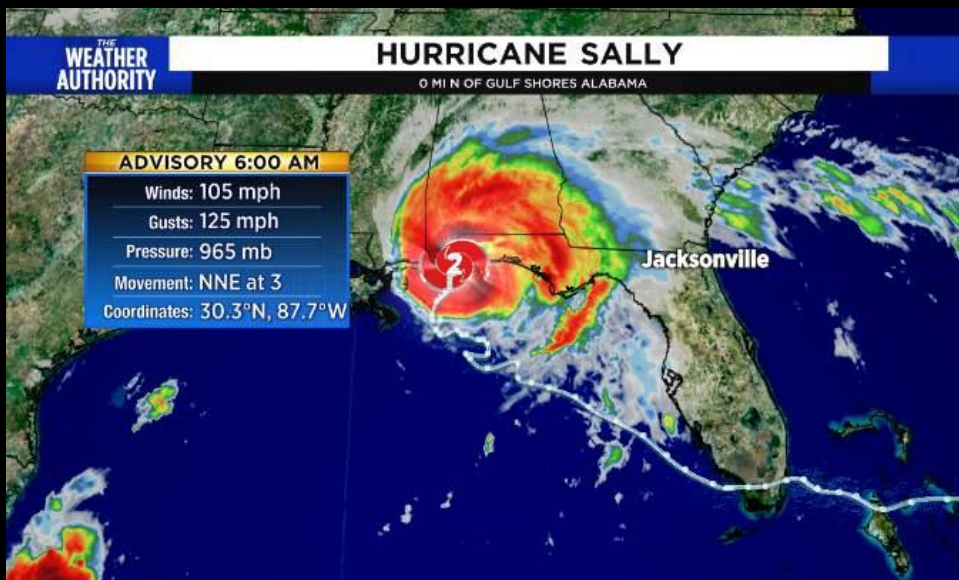 THE
WEATHER
AUTHORITY
HURRICANE SALLY
0 MI N OF GULF SHORES ALABAMA
ADVISORY 6:00 AM
Winds: 105 mph
Gusts: 125 mph
Pressure: 965 mb
Movement: NNE at 3
Coordinates: 30.3°N, 87.7°W
2
Jacksonville